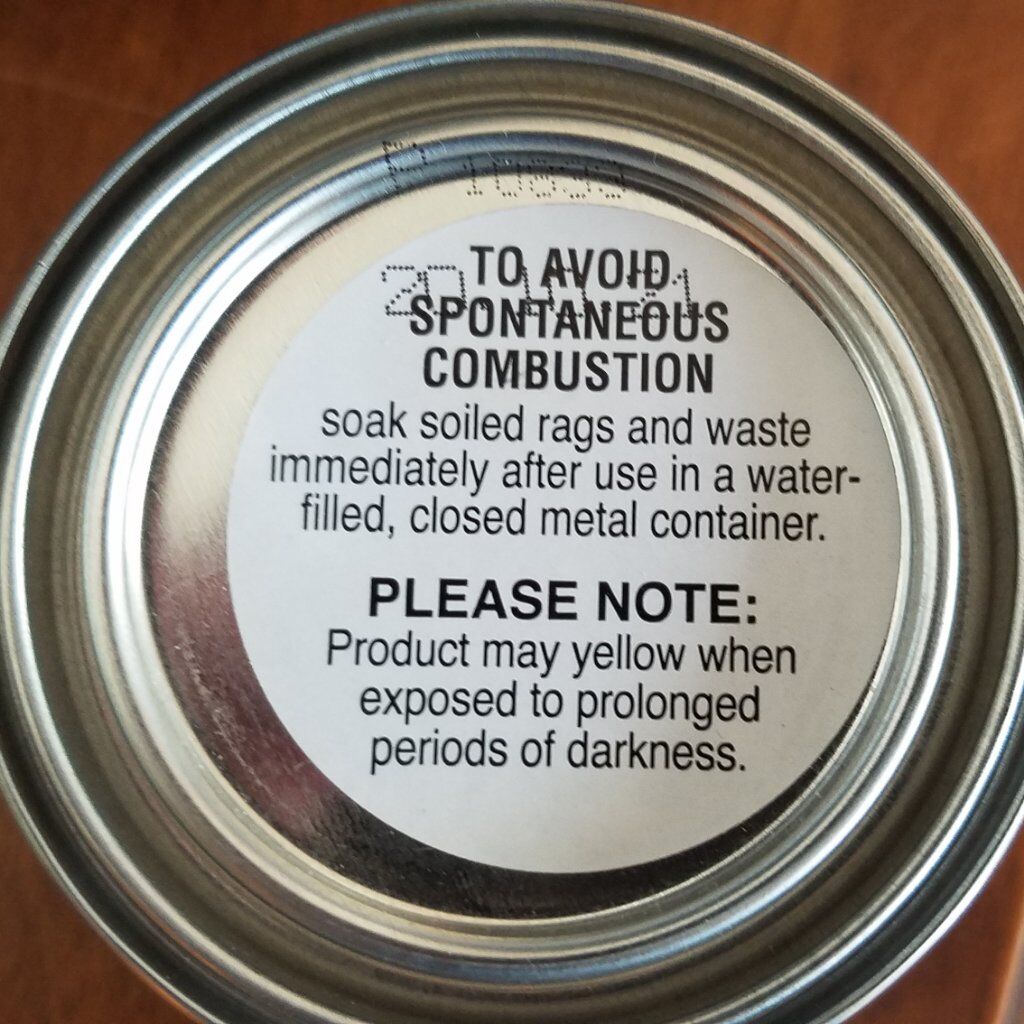 TO AVOID
SPONTANEOUS
COMBUSTION
soak soiled rags and waste
immediately after use in a water-
filled, closed metal container.
PLEASE NOTE:
Product may yellow when
exposed to prolonged
periods of darkness.